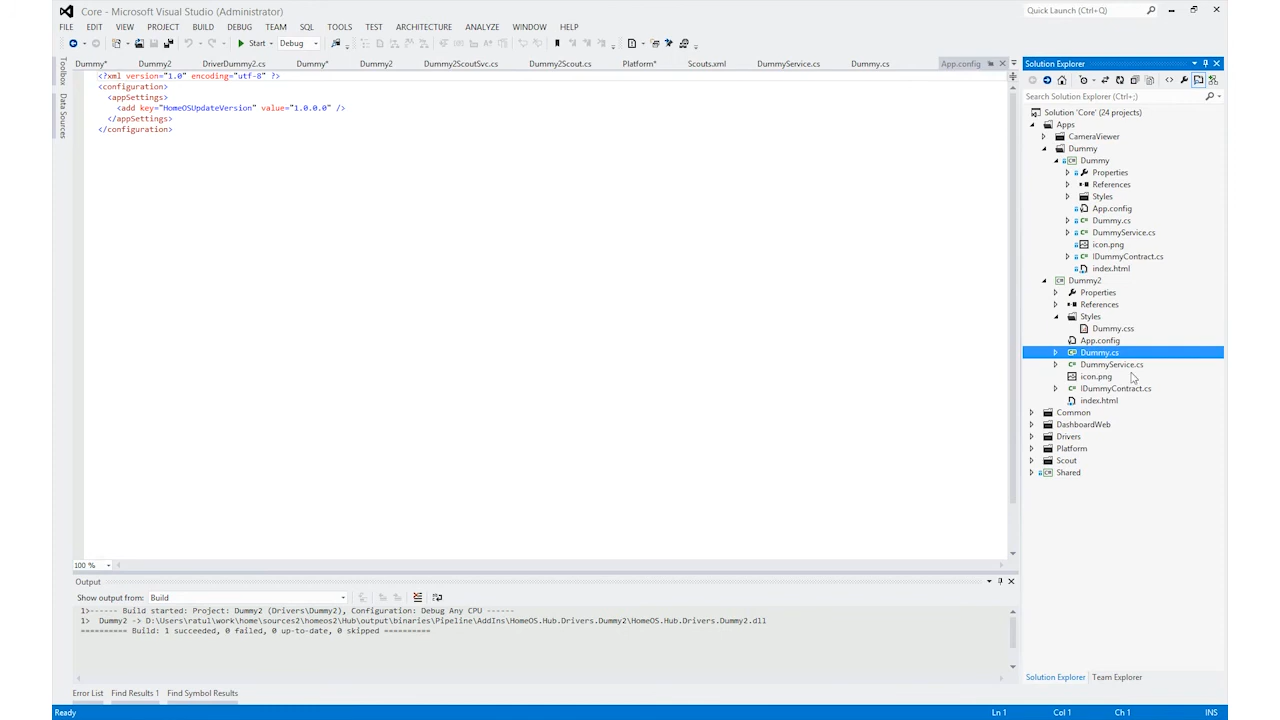 Core - Microsoft Visual Studio (Administrator)
Quick Launch (Ctrl+Q)
FILE EDIT VIEW PROJECT BUILD DEBUG TEAM SQL TOOLS TEST ARCHITECTURE ANALYZE WINDOW HELP
Start Debug
Dummy* Dummy2 DriverDummy2.cs Dummy* Dummy2 Dummy2ScoutSvc.cs Dummy2Scout.cs Platform* Scouts.xml DummyService.cs Dummy.cs App.config
Toolbox
Data Sources
<?xml version="1.0" encoding="utf-8" ?>
<configuration>
<appSettings>
<add key="HomeOSUpdateVersion" value="1.0.0.0" />
</appSettings>
</configuration>
100 %
Output
Show output from: Build
1>------ Build started: Project: Dummy2 (Drivers\Dummy2), Configuration: Debug Any CPU ------
1> Dummy2 -> D:\Users\ratul\work\home\sources2\homeos2\Hub\output\binaries\Pipeline\AddIns\HomeOS.Hub.Drivers.Dummy2\HomeOS.Hub.Drivers.Dummy2.dll
========== Build: 1 succeeded, 0 failed, 0 up-to-date, 0 skipped ==========
Error List Find Results 1 Find Symbol Results
Solution Explorer
Search Solution Explorer (Ctrl+;)
Solution 'Core' (24 projects)
Apps
CameraViewer
Dummy
Dummy
Properties
References
Styles
App.config
Dummy.cs
DummyService.cs
icon.png
IDummyContract.cs
index.html
Dummy2
Properties
References
Styles
Dummy.css
App.config
Dummy.cs
DummyService.cs
icon.png
IDummyContract.cs
index.html
Common
DashboardWeb
Drivers
Platform
Scout
Shared
Solution Explorer Team Explorer
Ready Ln 1 Col 1 Ch 1 INS